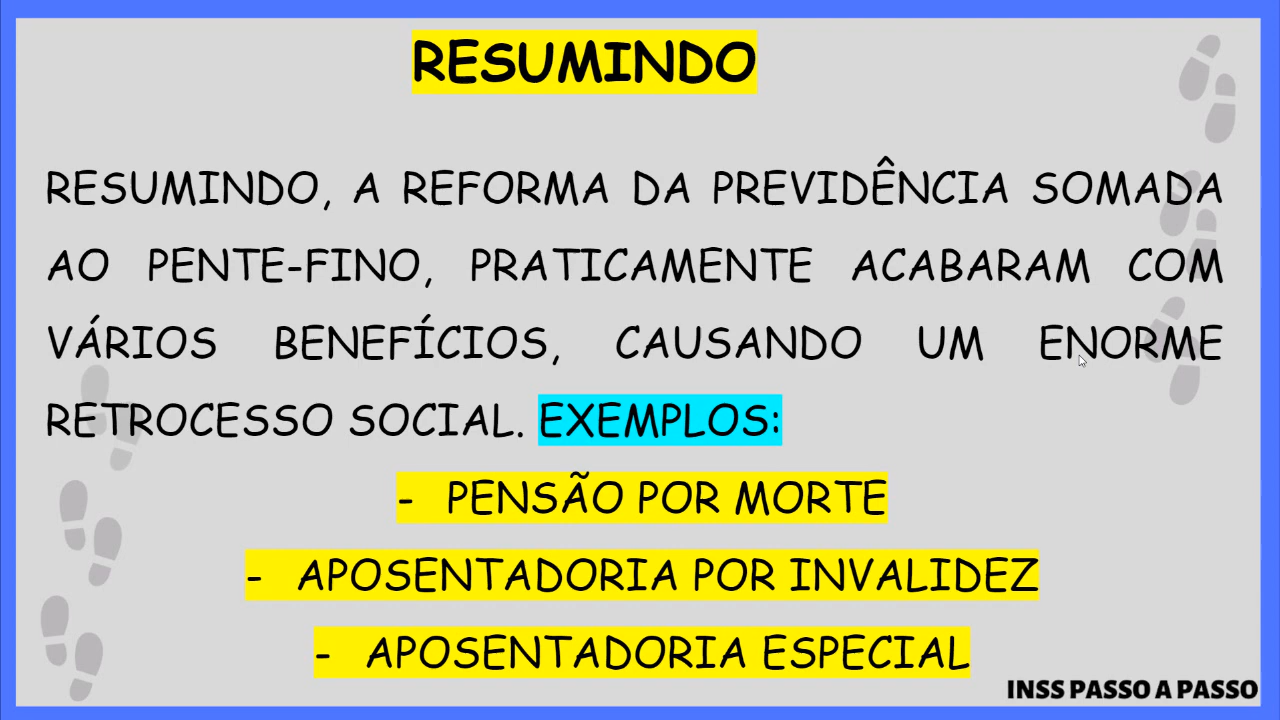 RESUMINDO
RESUMINDO, A REFORMA DA PREVIDÊNCIA SOMADA
AO PENTE-FINO, PRATICAMENTE ACABARAM COM
VÁRIOS BENEFÍCIOS, CAUSANDO UM ENORME
RETROCESSO SOCIAL. EXEMPLOS:
- PENSÃO POR MORTE
- APOSENTADORIA POR INVALIDEZ
- APOSENTADORIA ESPECIAL
INSS PASSO A PASSO